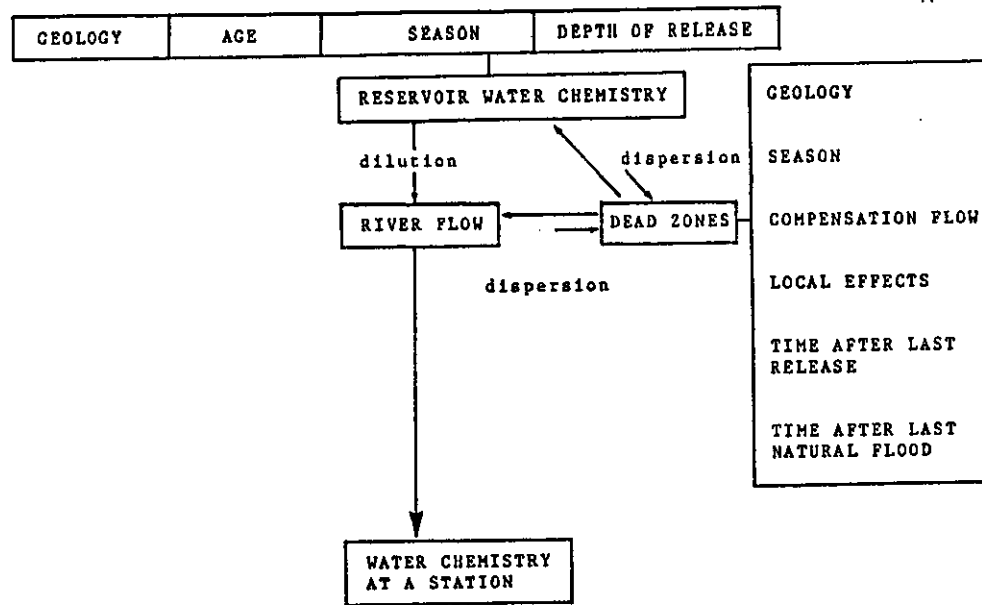 GEOLOGY AGE SEASON DEPTH OF RELEASE
RESERVOIR WATER CHEMISTRY
dilution
dispersion
RIVER FLOW
DEAD ZONES
dispersion
GEOLOGY
SEASON
COMPENSATION FLOW
LOCAL EFFECTS
TIME AFTER LAST
RELEASE
TIME AFTER LAST
NATURAL FLOOD
WATER CHEMISTRY
AT A STATION